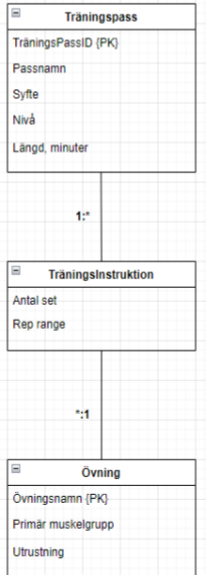 Träningspass
TräningsPassID {PK}
Passnamn
Syfte
Nivå
Längd, minuter
1:*
TräningsInstruktion
Antal set
Rep range
*:1
Övning
Övningsnamn {PK}
Primär muskelgrupp
Utrustning